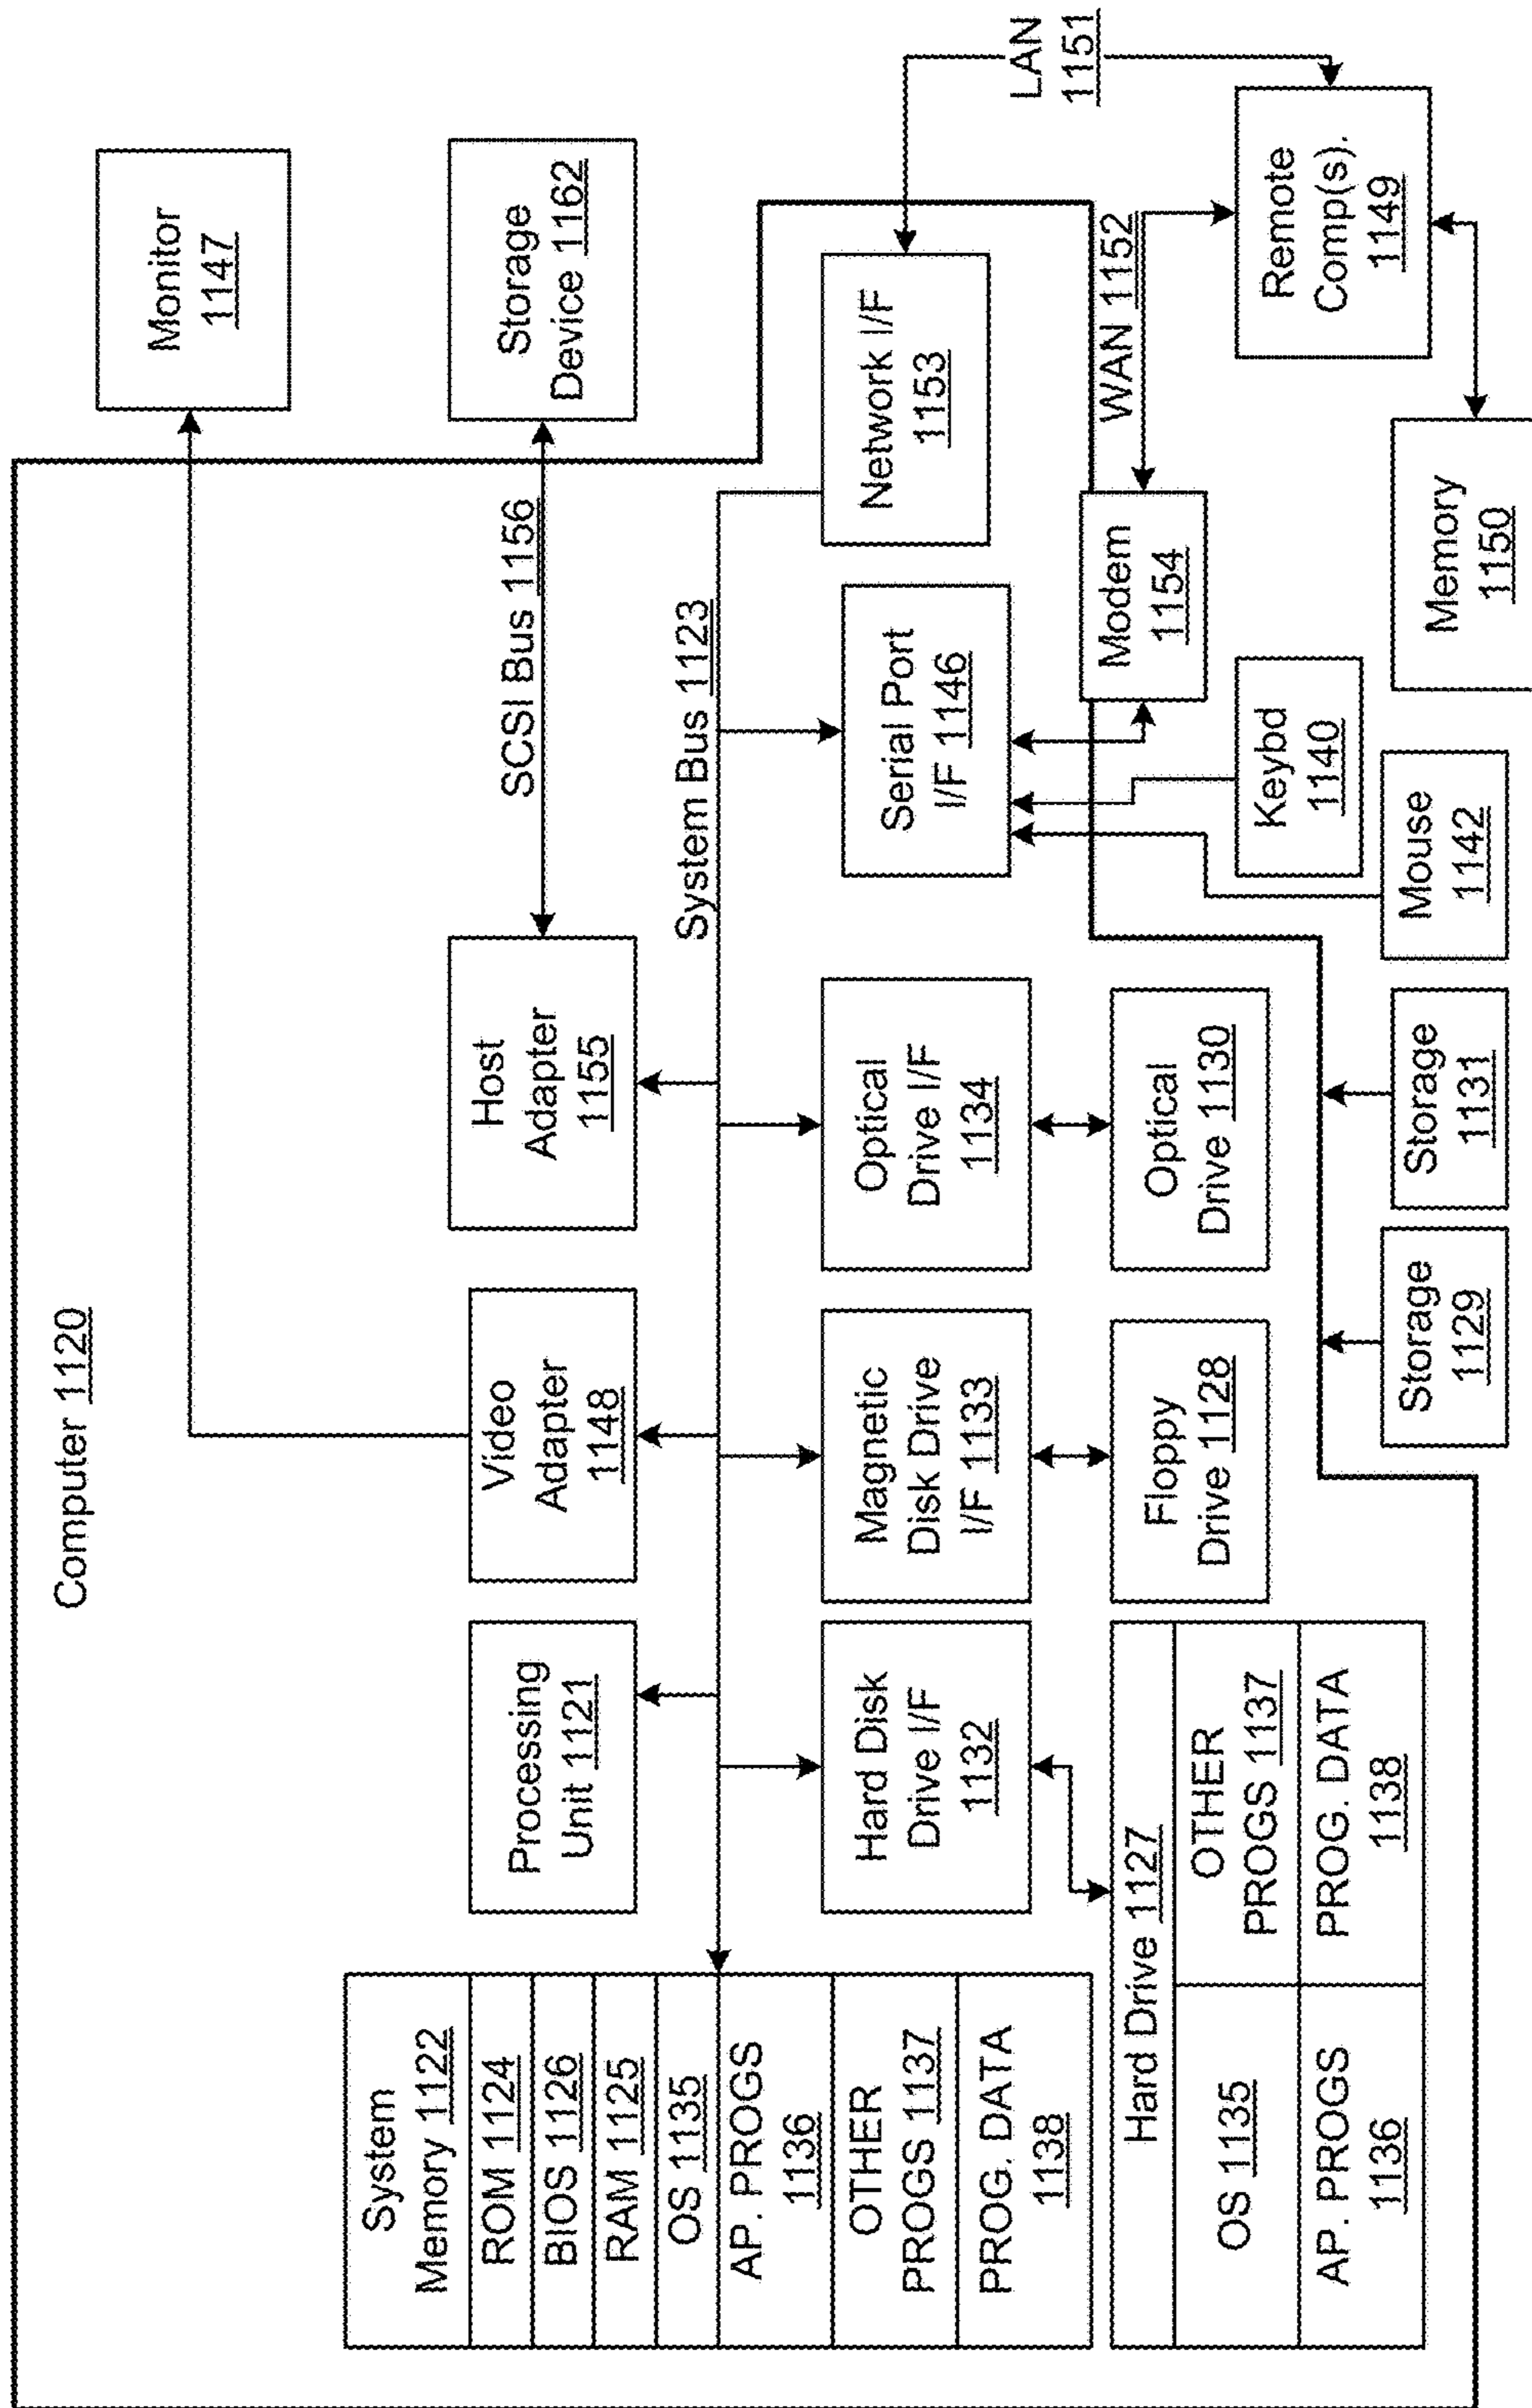 Computer 1120
Monitor
1147
Storage
Device 1162
SCSI Bus 1156
Processing
Unit 1121
Video
Adapter
1148
Host
Adapter
1155
System Bus 1123
System
Memory 1122
ROM 1124
BIOS 1126
RAM 1125
OS 1135
AP. PROGS
1136
OTHER
PROGS 1137
PROG. DATA
1138
Hard Disk
Drive I/F
1132
Magnetic
Disk Drive
I/F 1133
Optical
Drive I/F
1134
Serial Port
I/F 1146
Network I/F
1153
LAN
1151
Hard Drive 1127
OS 1135
OTHER
PROGS 1137
AP. PROGS
1136
PROG. DATA
1138
Floppy
Drive 1128
Optical
Drive 1130
Modem
1154
WAN 1152
Remote
Comp(s).
1149
Keybd
1140
Storage
1129
Storage
1131
Mouse
1142
Memory
1150